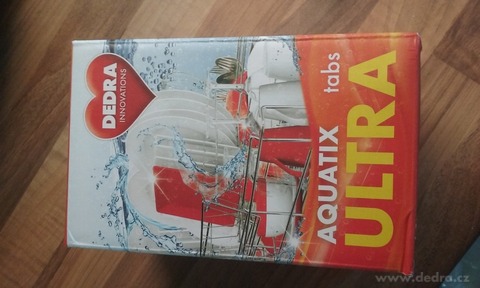 DEDRA
INNOVATIONS
AQUATIX
tabs
ULTRA
www.dedra.cz